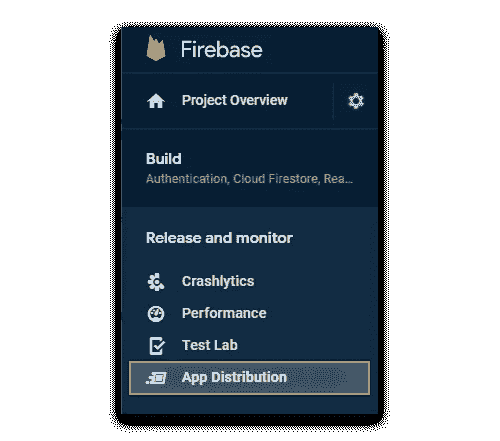 Firebase
Project Overview
Build
Authentication, Cloud Firestore, Rea...
Release and monitor
Crashlytics
Performance
Test Lab
App Distribution